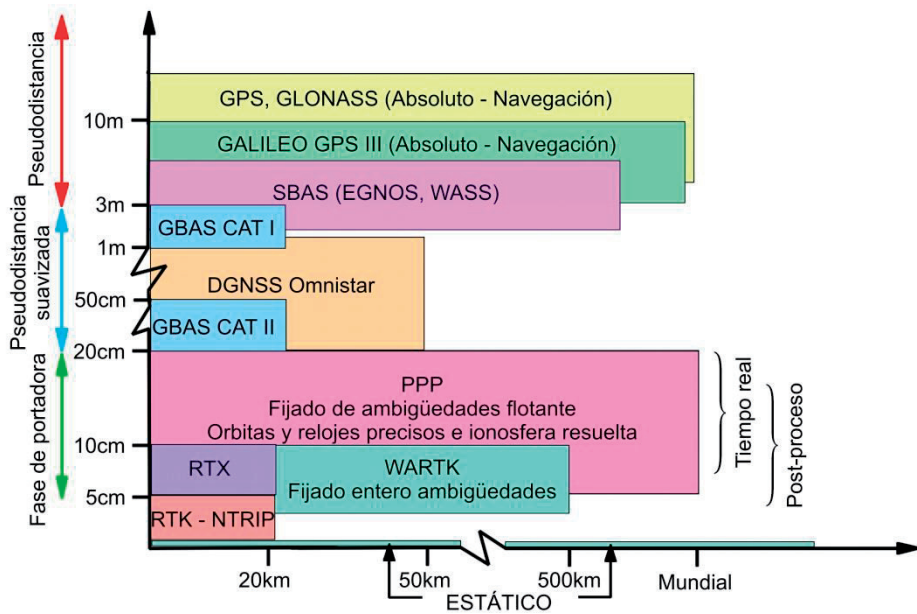 Pseudodistancia
Pseudodistancia
suavizada
Fase de portadora
10m
3m
1m
50cm
20cm
10cm
5cm
GPS, GLONASS (Absoluto - Navegación)
GALILEO GPS III (Absoluto - Navegación)
SBAS (EGNOS, WASS)
GBAS CAT I
DGNSS Omnistar
GBAS CAT II
PPP
Fijado de ambigüedades flotante
Orbitas y relojes precisos e ionosfera resuelta
RTX
WARTK
Fijado entero ambigüedades
RTK - NTRIP
Tiempo real
Post-proceso
20km
50km
500km
Mundial
ESTÁTICO